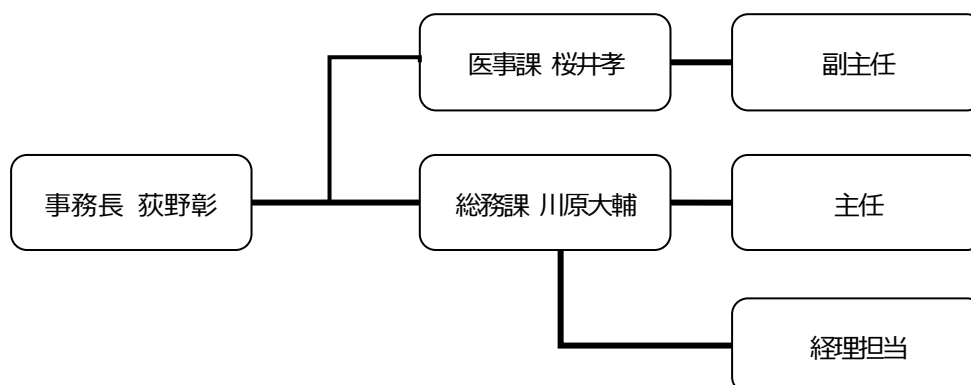 医事課 桜井孝
副主任
事務長 荻野彰
総務課 川原大輔
主任
経理担当